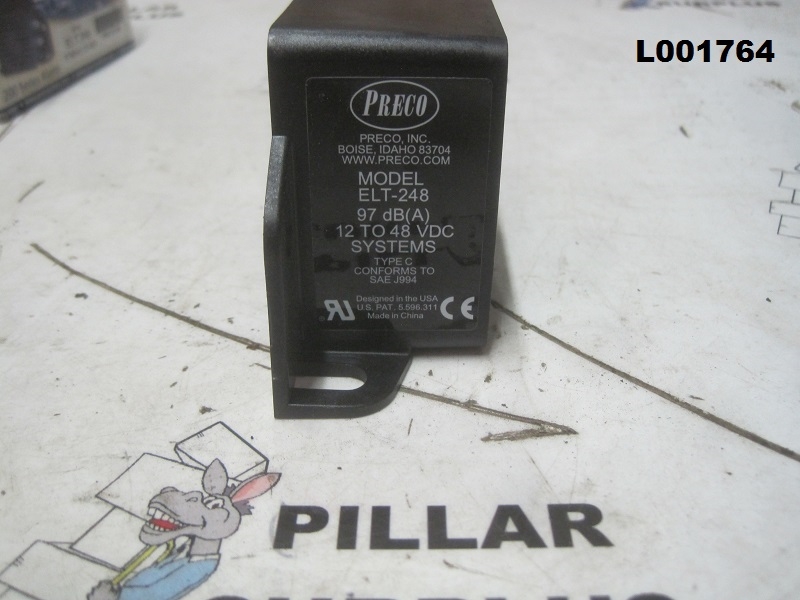 L001764
PRECO
PRECO, INC.
BOISE, IDAHO 83704
WWW.PRECO.COM
MODEL
ELT-248
97 dB(A)
12 TO 48 VDC
SYSTEMS
TYPE C
CONFORMS TO
SAE J994
Designed in the USA
U.S. PAT. 5.596.311
Made in China
CE
PILLAR
SURPLUS